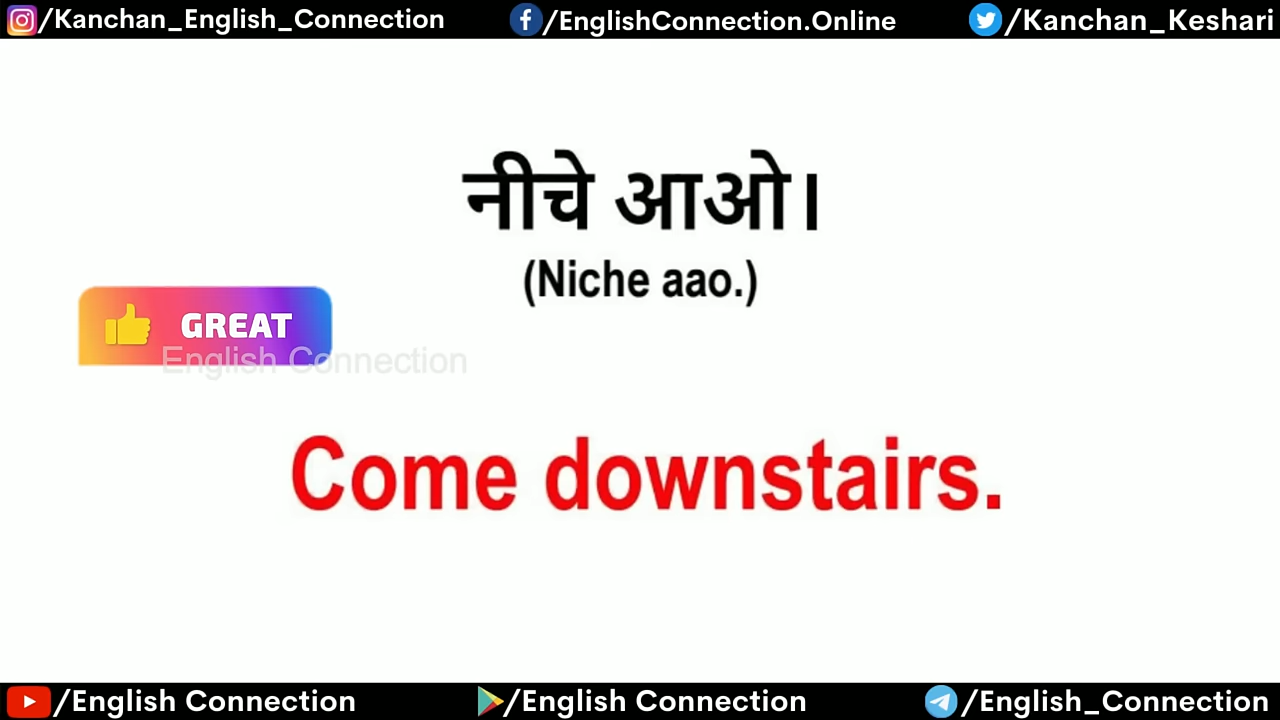 /Kanchan_English_Connection /EnglishConnection.Online /Kanchan_Keshari
नीचे आओ।
(Niche aao.)
GREAT
English Connection
Come downstairs.
/English Connection /English Connection /English_Connection